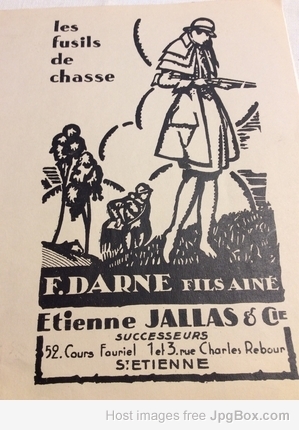 les
fusils
de
chasse
F. DARNE FILS AINÉ
Etienne JALLAS & CIE
SUCCESSEURS
52. Cours Fauriel 1 et 3. rue Charles Rebour
ST ETIENNE
Host images free JpgBox.com